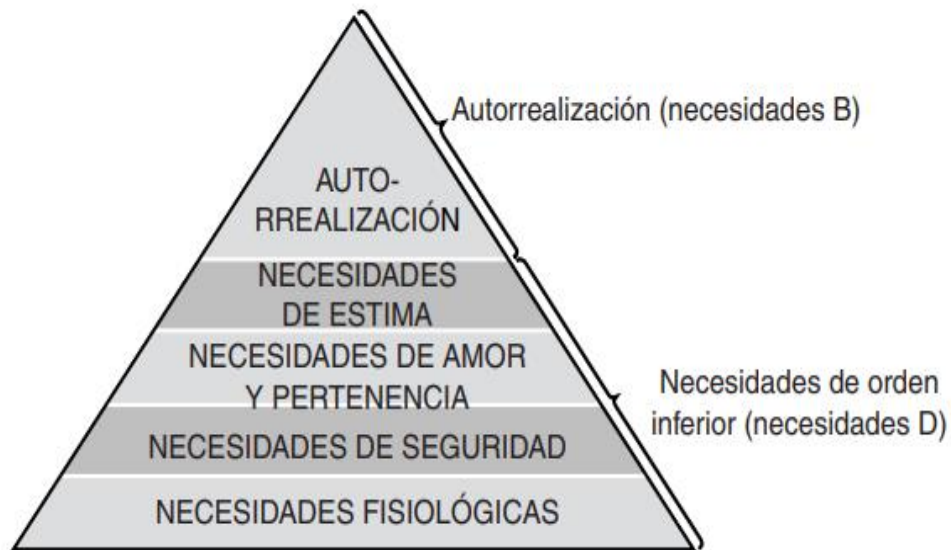 Autorrealización (necesidades B)
AUTO-
RREALIZACIÓN
NECESIDADES
DE ESTIMA
NECESIDADES DE AMOR
Y PERTENENCIA
Necesidades de orden
inferior (necesidades D)
NECESIDADES DE SEGURIDAD
NECESIDADES FISIOLÓGICAS